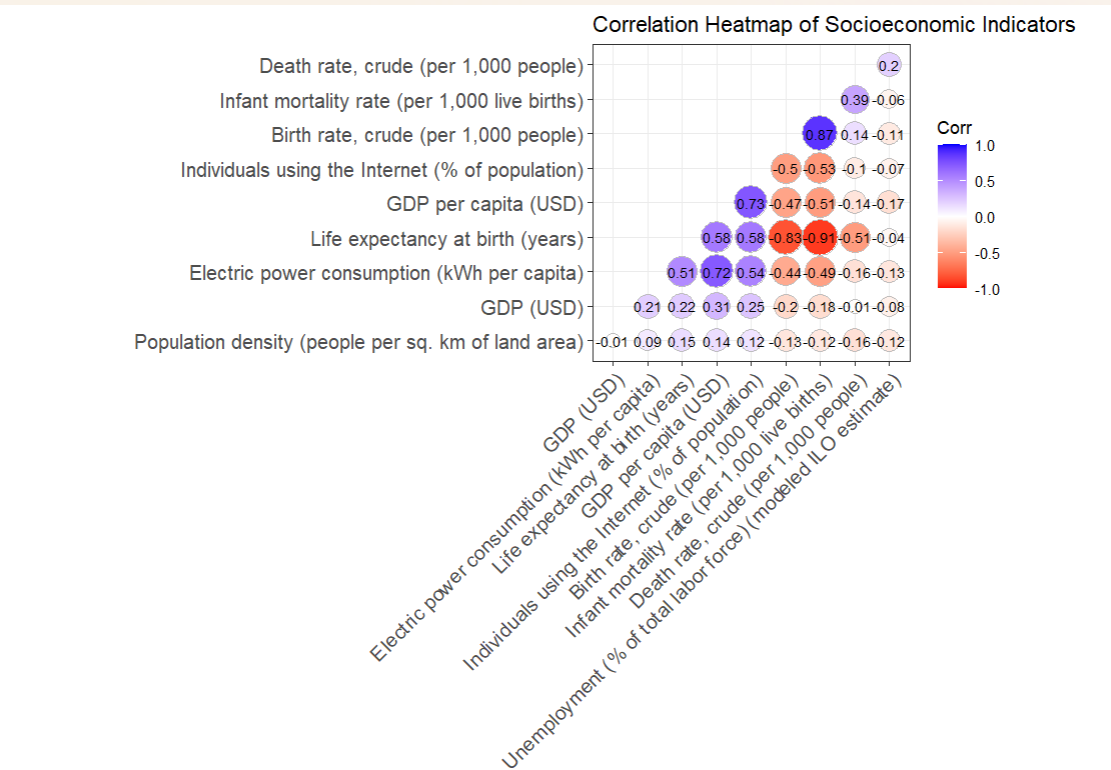 Correlation Heatmap of Socioeconomic Indicators
Death rate, crude (per 1,000 people) 0.2
Infant mortality rate (per 1,000 live births) 0.39 -0.06
Birth rate, crude (per 1,000 people) 0.87 0.14 -0.11
Individuals using the Internet (% of population) -0.5 -0.53 -0.1 -0.07
GDP per capita (USD) 0.73 -0.47 -0.51 -0.14 -0.17
Life expectancy at birth (years) 0.58 0.58 -0.83 -0.91 -0.51 -0.04
Electric power consumption (kWh per capita) 0.51 0.72 0.54 -0.44 -0.49 -0.16 -0.13
GDP (USD) 0.21 0.22 0.31 0.25 -0.2 -0.18 -0.01 -0.08
Population density (people per sq. km of land area) -0.01 0.09 0.15 0.14 0.12 -0.13 -0.12 -0.16 -0.12
GDP (USD)
Electric power consumption (kWh per capita)
Life expectancy at birth (years)
GDP per capita (USD)
Individuals using the Internet (% of population)
Birth rate, crude (per 1,000 people)
Infant mortality rate (per 1,000 live births)
Death rate, crude (per 1,000 people)
Unemployment (% of total labor force) (modeled ILO estimate)
Corr
1.0
0.5
0.0
-0.5
-1.0